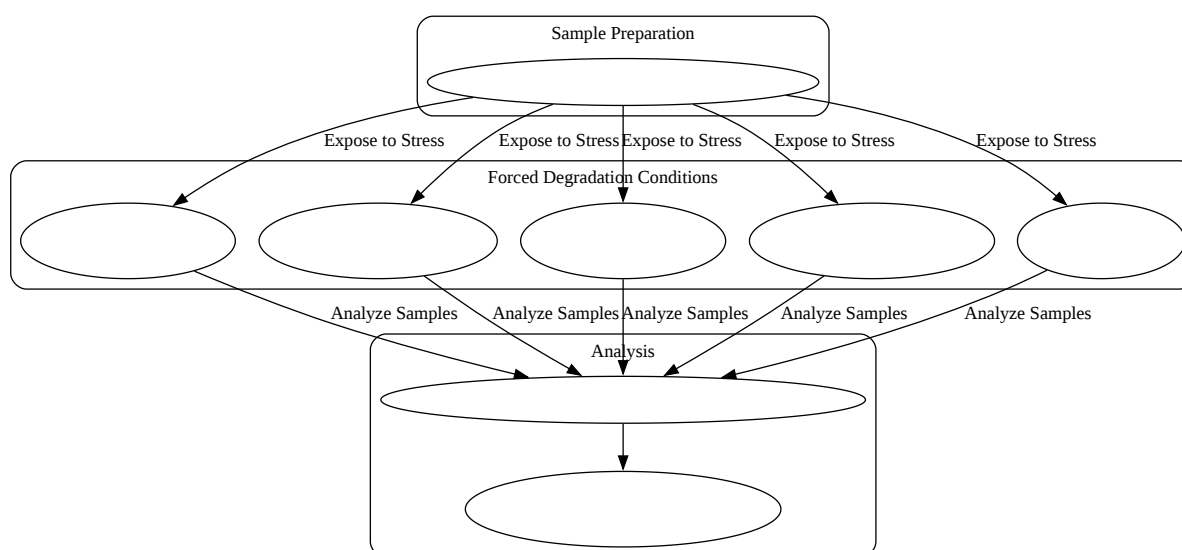 Sample Preparation
Expose to Stress
Expose to Stress
Expose to Stress
Expose to Stress
Expose to Stress
Forced Degradation Conditions
Analyze Samples
Analyze Samples
Analyze Samples
Analyze Samples
Analyze Samples
Analysis